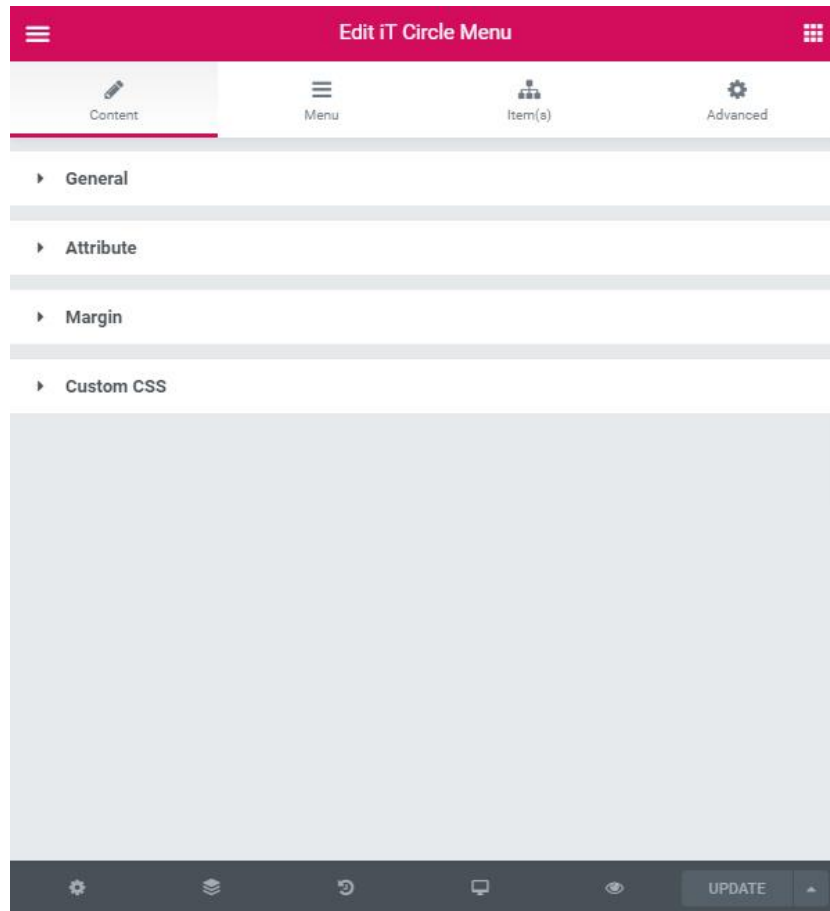 Edit iT Circle Menu
Content
Menu
Item(s)
Advanced
General
Attribute
Margin
Custom CSS
UPDATE